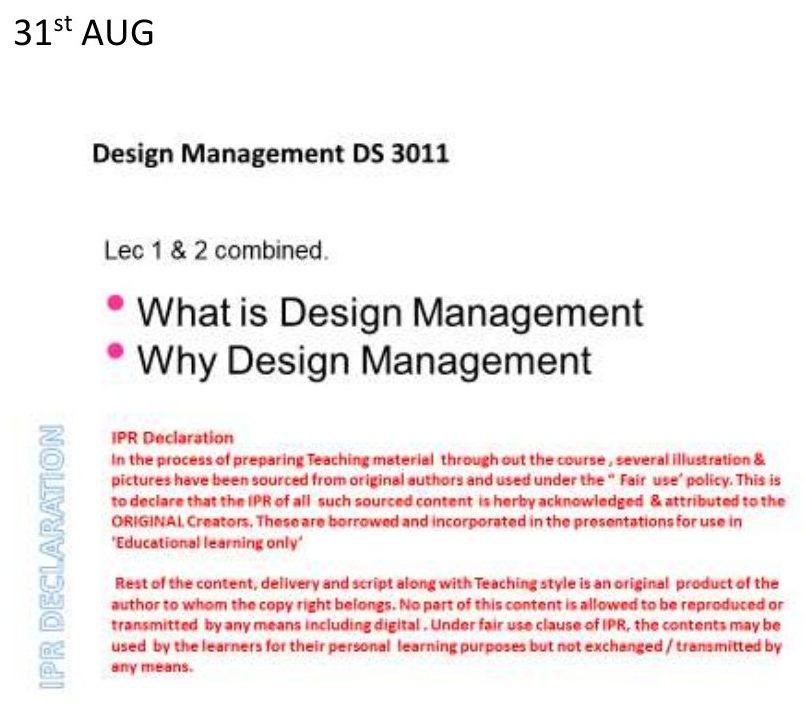 31st AUG
Design Management DS 3011
Lec 1 & 2 combined.
• What is Design Management
• Why Design Management
IPR DECLARATION
IPR Declaration
In the process of preparing Teaching material through out the course , several illustration &
pictures have been sourced from original authors and used under the “ Fair use’ policy. This is
to declare that the IPR of all such sourced content is herby acknowledged & attributed to the
ORIGINAL Creators. These are borrowed and incorporated in the presentations for use in
‘Educational learning only’
Rest of the content, delivery and script along with Teaching style is an original product of the
author to whom the copy right belongs. No part of this content is allowed to be reproduced or
transmitted by any means including digital . Under fair use clause of IPR, the contents may be
used by the learners for their personal learning purposes but not exchanged / transmitted by
any means.